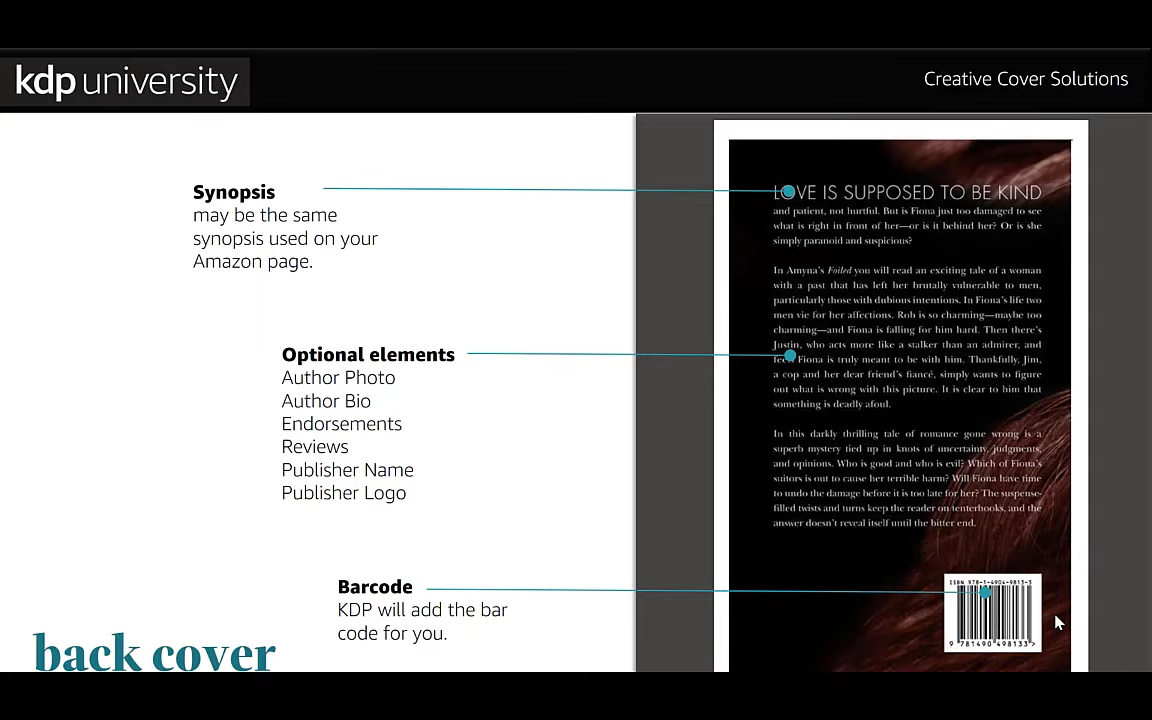 kdp university
Creative Cover Solutions
Synopsis
may be the same
synopsis used on your
Amazon page.
Optional elements
Author Photo
Author Bio
Endorsements
Reviews
Publisher Name
Publisher Logo
Barcode
KDP will add the bar
code for you.
back cover
LOVE IS SUPPOSED TO BE KIND
and patient, not hurtful. But is Fiona just too damaged to see
what is right in front of her—or is it behind her? Or is she
simply paranoid and suspicious?
In Amyna's Foiled you will read an exciting tale of a woman
with a past that has left her brutally vulnerable to men,
particularly those with dubious intentions. In Fiona's life two
men vie for her affections. Rob is so charming—maybe too
charming—and Fiona is falling for him hard. Then there's
Justin, who acts more like a stalker than an admirer, and
Fiona is truly meant to be with him. Thankfully, Jim,
a cop and her dear friend's fiancé, simply wants to figure
out what is wrong with this picture. It is clear to him that
something is deadly afoul.
In this darkly thrilling tale of romance gone wrong is a
superb mystery tied up in knots of uncertainty, judgments,
and opinions. Who is good and who is evil? Which of Fiona's
suitors is out to cause her terrible harm? Will Fiona have time
to undo the damage before it is too late for her? The suspense-
filled twists and turns keep the reader on tenterhooks, and the
answer doesn't reveal itself until the bitter end.
ISBN 978-1-4904-9813-3
9 781490 498133 >